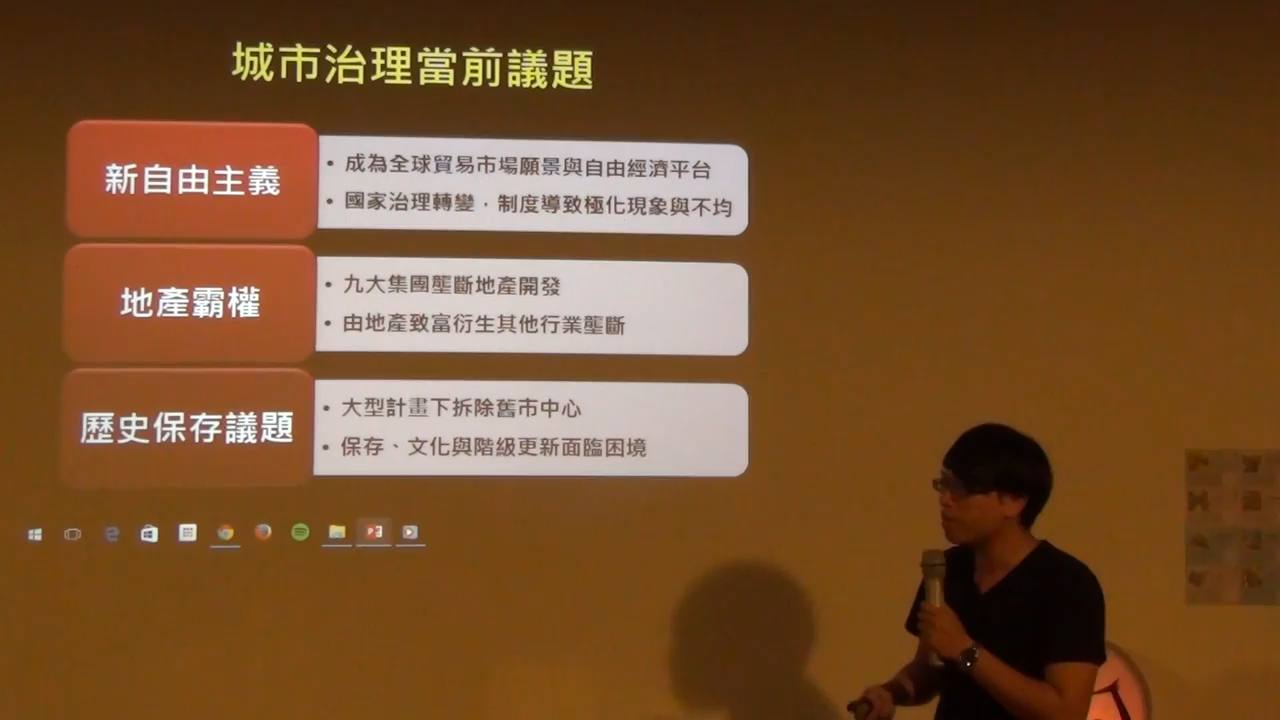 城市治理當前議題
新自由主義
• 成為全球貿易市場願景與自由經濟平台
• 國家治理轉變，制度導致極化現象與不均
地產霸權
• 九大集團壟斷地產開發
• 由地產致富衍生其他行業壟斷
歷史保存議題
• 大型計畫下拆除舊市中心
• 保存、文化與階級更新面臨困境